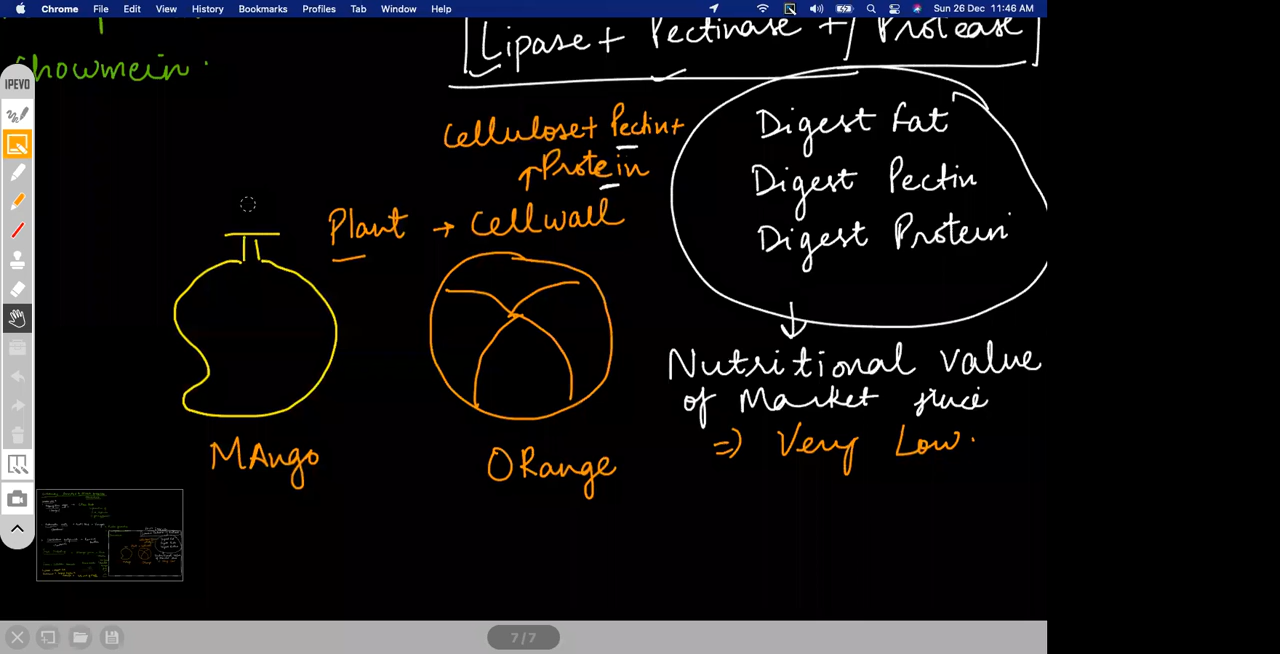 Chrome File Edit View History Bookmarks Profiles Tab Window Help Sun 26 Dec 11:46 AM
[Lipase + Pectinase + Protease]
Chowmein.
IPEVO
Cellulose + Pectin +
↑Protein
Plant → Cellwall
Digest Fat
Digest Pectin
Digest Protein
↓
Nutritional value
of Market juice
=> Very Low.
MAngo
ORange
7/7